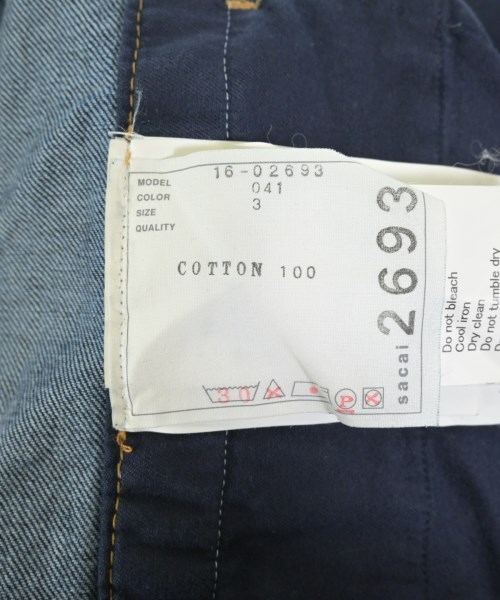 MODEL 16-02693
COLOR 041
SIZE 3
QUALITY
COTTON 100
30
P
sacai 2693
Do not bleach
Cool iron
Dry clean
Do not tumble dry